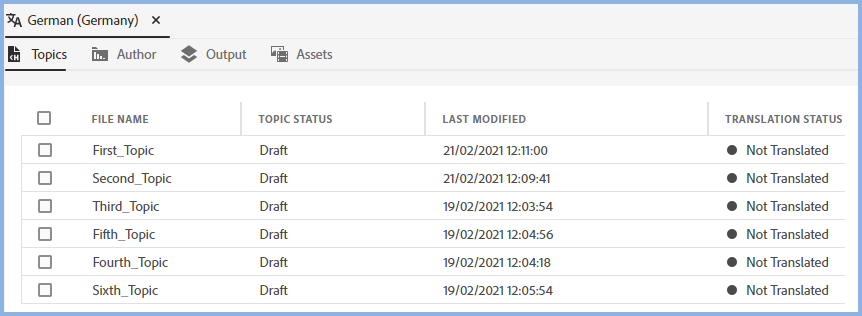 German (Germany) ×
Topics Author Output Assets
FILE NAME TOPIC STATUS LAST MODIFIED TRANSLATION STATUS
First_Topic Draft 21/02/2021 12:11:00 Not Translated
Second_Topic Draft 21/02/2021 12:09:41 Not Translated
Third_Topic Draft 19/02/2021 12:03:54 Not Translated
Fifth_Topic Draft 19/02/2021 12:04:56 Not Translated
Fourth_Topic Draft 19/02/2021 12:04:18 Not Translated
Sixth_Topic Draft 19/02/2021 12:05:54 Not Translated